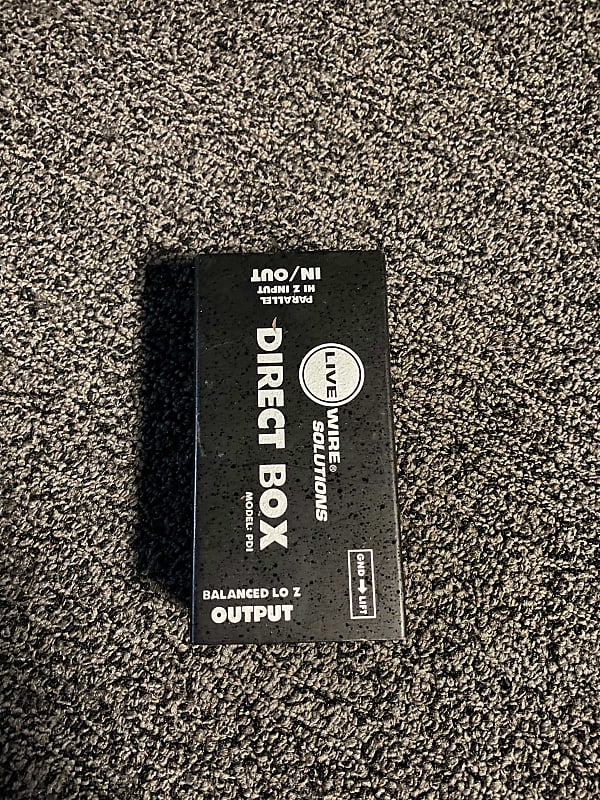 PARALLEL
HI Z INPUT
IN/OUT
LIVE WIRE®
SOLUTIONS
DIRECT BOX
MODEL: PDI
GND ➡ LIFT
BALANCED LO Z
OUTPUT